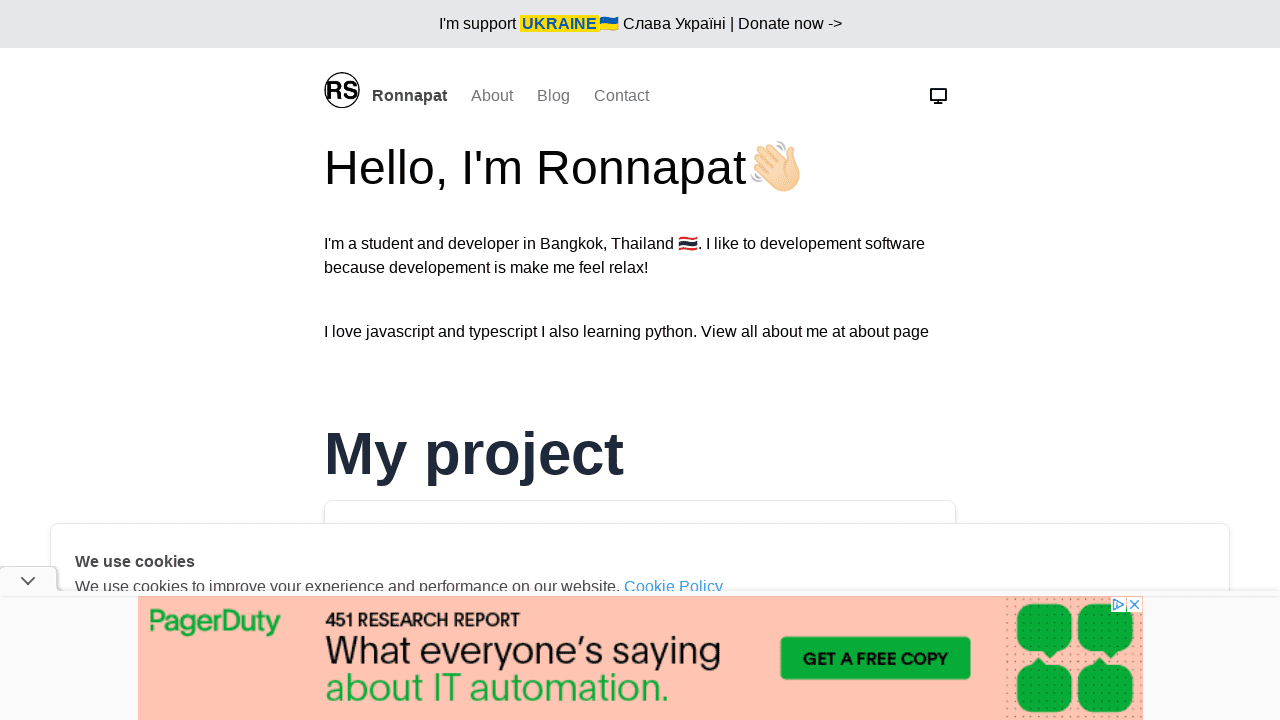 I'm support UKRAINE🇺🇦 Слава Україні | Donate now ->
RS Ronnapat About Blog Contact
Hello, I'm Ronnapat👋🏻
I'm a student and developer in Bangkok, Thailand 🇹🇭. I like to developement software
because developement is make me feel relax!
I love javascript and typescript I also learning python. View all about me at about page
My project
We use cookies
We use cookies to improve your experience and performance on our website. Cookie Policy
PagerDuty
451 RESEARCH REPORT
What everyone's saying
about IT automation.
GET A FREE COPY